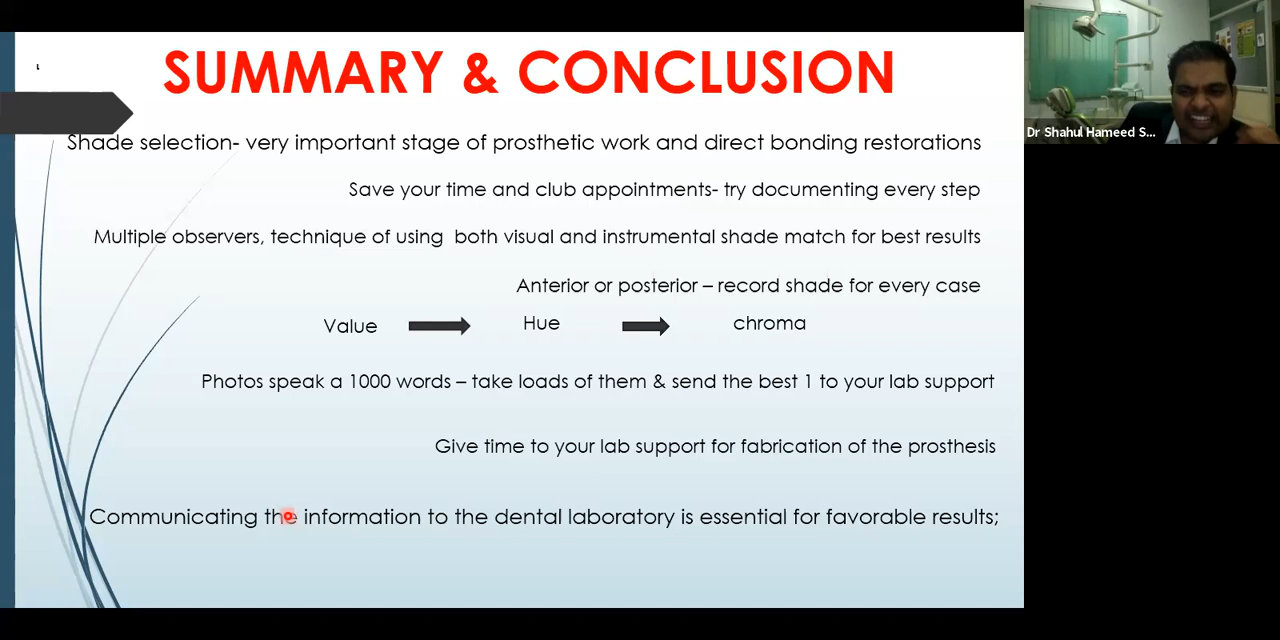 SUMMARY & CONCLUSION
Shade selection- very important stage of prosthetic work and direct bonding restorations
Save your time and club appointments- try documenting every step
Multiple observers, technique of using both visual and instrumental shade match for best results
Anterior or posterior – record shade for every case
Value Hue chroma
Photos speak a 1000 words – take loads of them & send the best 1 to your lab support
Give time to your lab support for fabrication of the prosthesis
Communicating the information to the dental laboratory is essential for favorable results;
Dr Shahul Hameed S...